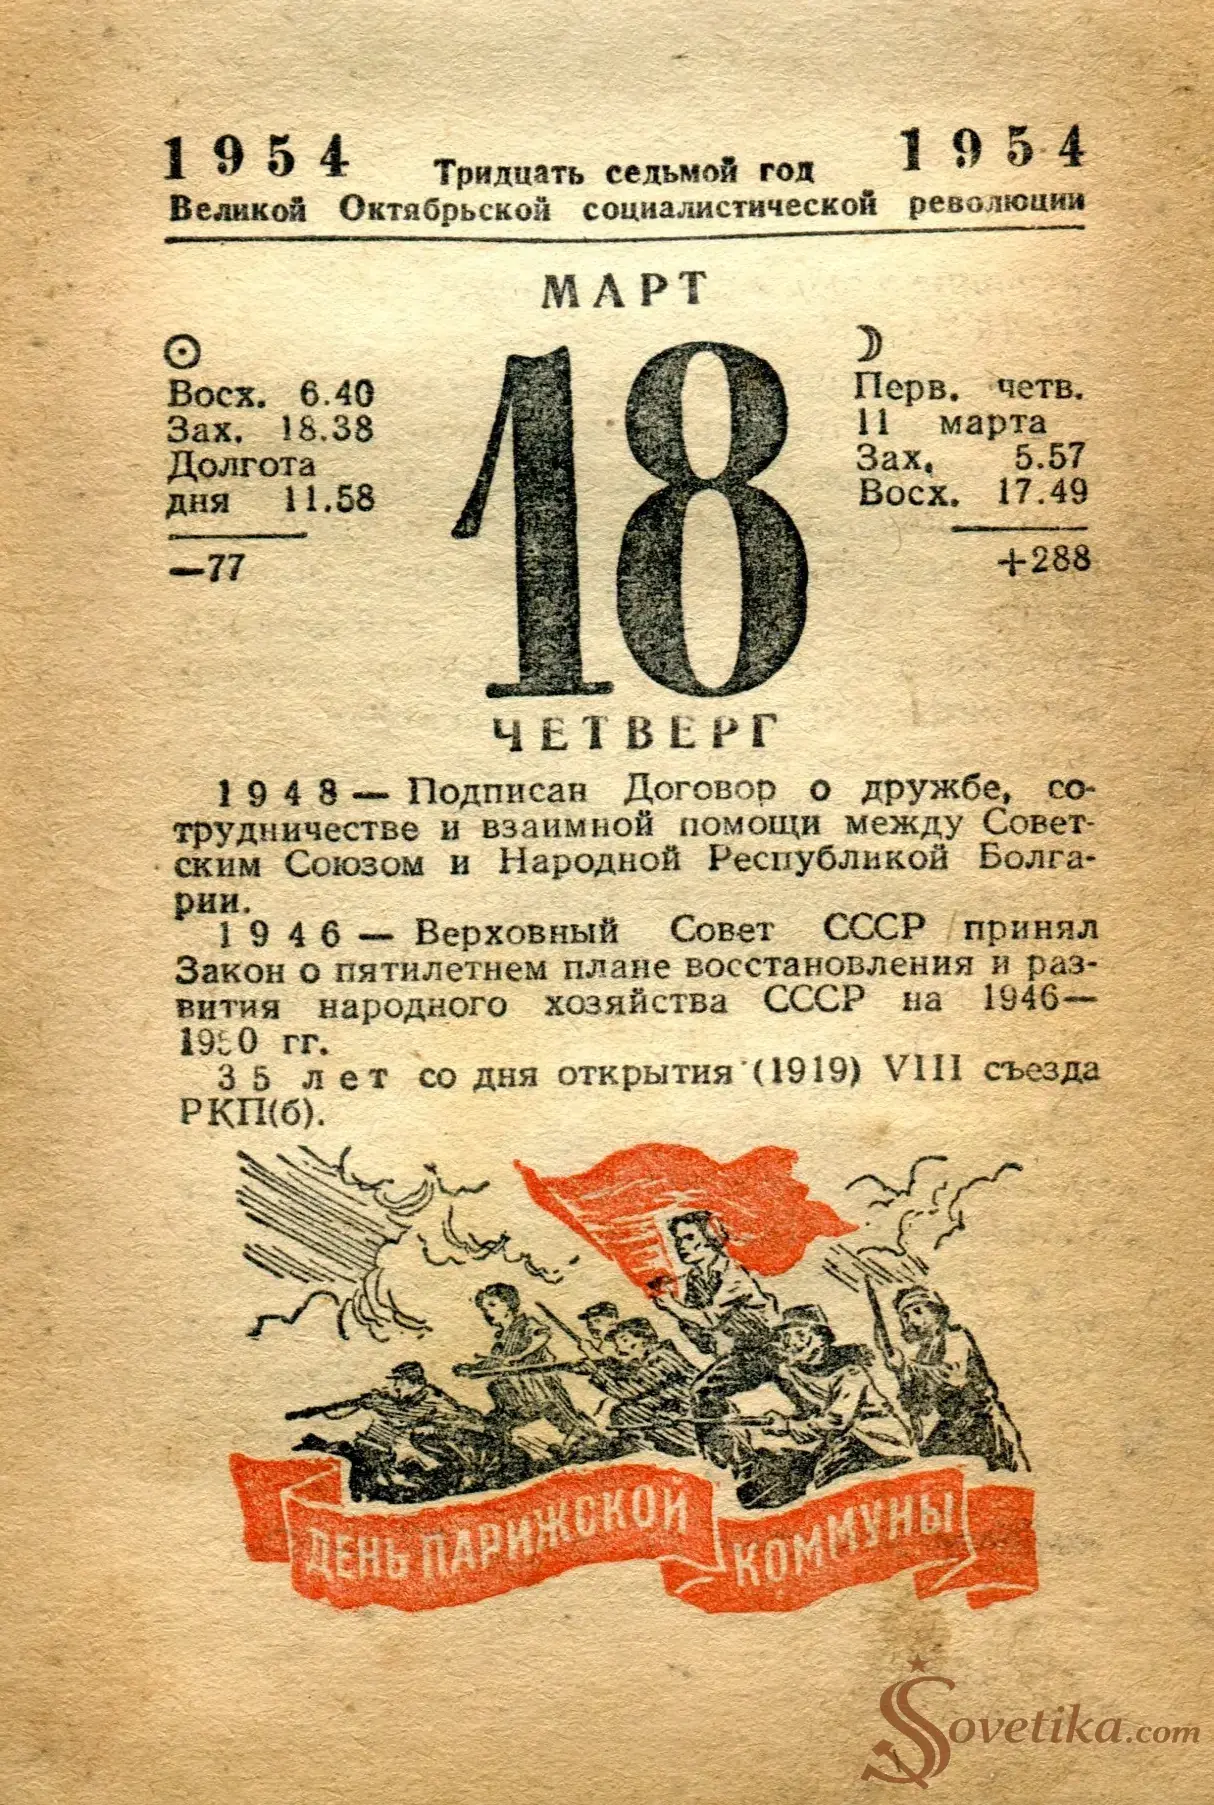 1954 1954
Тридцать седьмой год
Великой Октябрьской социалистической революции
МАРТ
☉
Восх. 6.40
Зах. 18.38
Долгота
дня 11.58
—77
18
☽
Перв. четв.
11 марта
Зах. 5.57
Восх. 17.49
+288
ЧЕТВЕРГ
1948— Подписан Договор о дружбе, со-
трудничестве и взаимной помощи между Совет-
ским Союзом и Народной Республикой Болга-
рии.
1946— Верховный Совет СССР принял
Закон о пятилетнем плане восстановления и раз-
вития народного хозяйства СССР на 1946—
1950 гг.
35 лет со дня открытия (1919) VIII съезда
РКП(б).
ДЕНЬ ПАРИЖСКОЙ КОММУНЫ
Sovetika.com